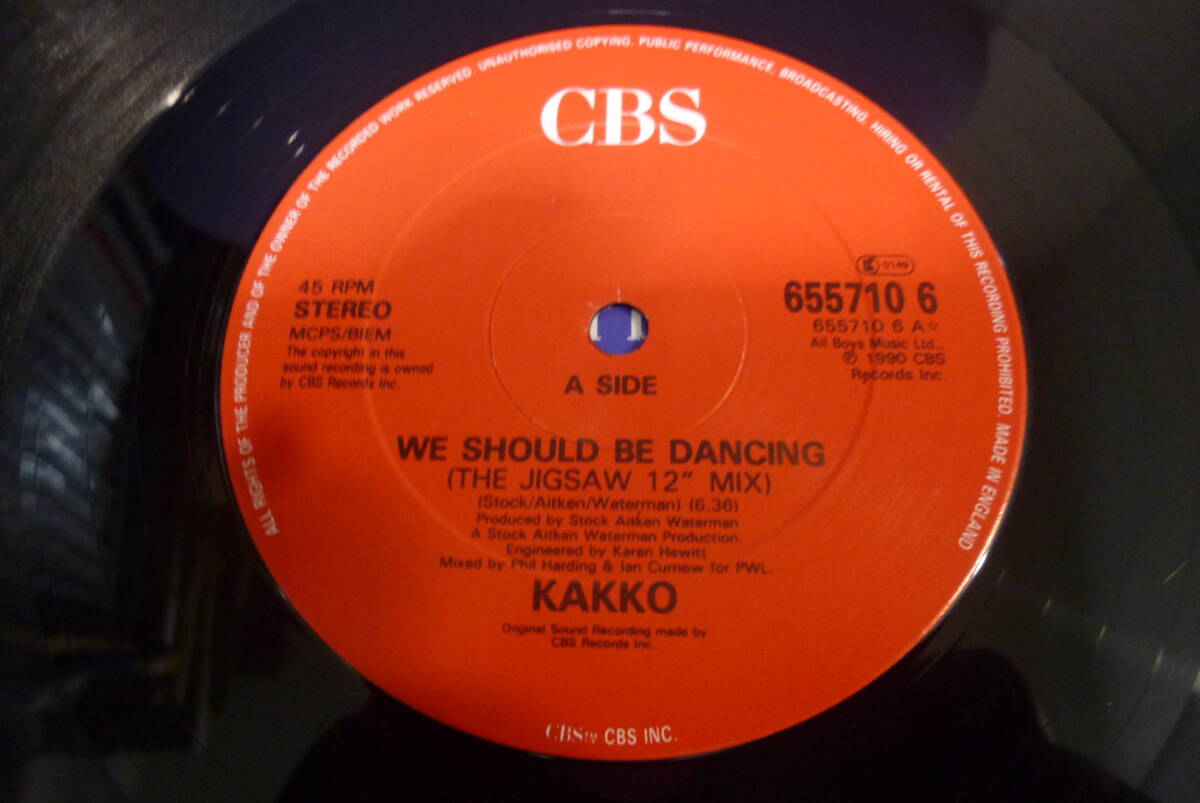 ALL RIGHTS OF THE PRODUCER AND OF THE OWNER OF THE RECORDED WORK RESERVED. UNAUTHORISED COPYING, PUBLIC PERFORMANCE, BROADCASTING, HIRING OR RENTAL OF THIS RECORDING PROHIBITED. MADE IN ENGLAND
CBS
45 RPM
STEREO
MCPS/BIEM
The copyright in this
sound recording is owned
by CBS Records Inc.
K 0149
655710 6
655710 6 A☆
All Boys Music Ltd.,
℗ 1990 CBS
Records Inc.
A SIDE
WE SHOULD BE DANCING
(THE JIGSAW 12" MIX)
(Stock/Aitken/Waterman) (6.36)
Produced by Stock Aitken Waterman
A Stock Aitken Waterman Production.
Engineered by Karen Hewitt
Mixed by Phil Harding & Ian Curnow for PWL.
KAKKO
Original Sound Recording made by
CBS Records Inc.
CBS™ CBS INC.